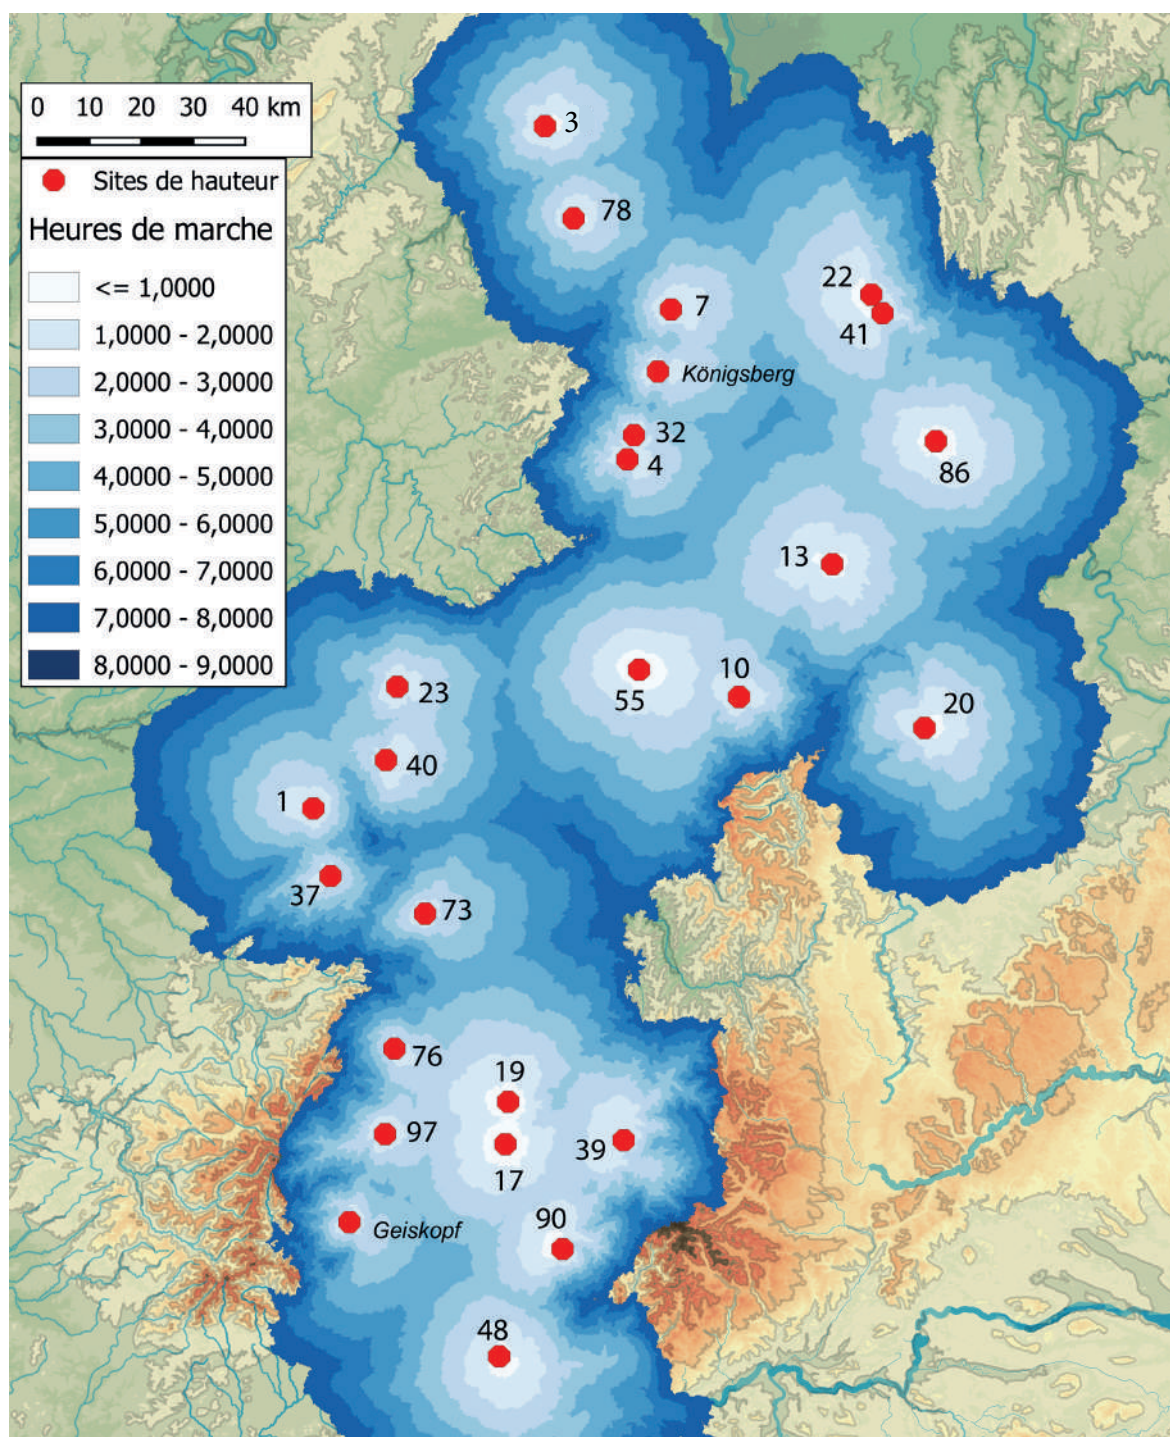 0 10 20 30 40 km
Sites de hauteur
Heures de marche
<= 1,0000
1,0000 - 2,0000
2,0000 - 3,0000
3,0000 - 4,0000
4,0000 - 5,0000
5,0000 - 6,0000
6,0000 - 7,0000
7,0000 - 8,0000
8,0000 - 9,0000
3
78
22
7
41
Königsberg
32
4
86
13
10
55
23
20
40
1
37
73
76
19
97
39
17
90
Geiskopf
48